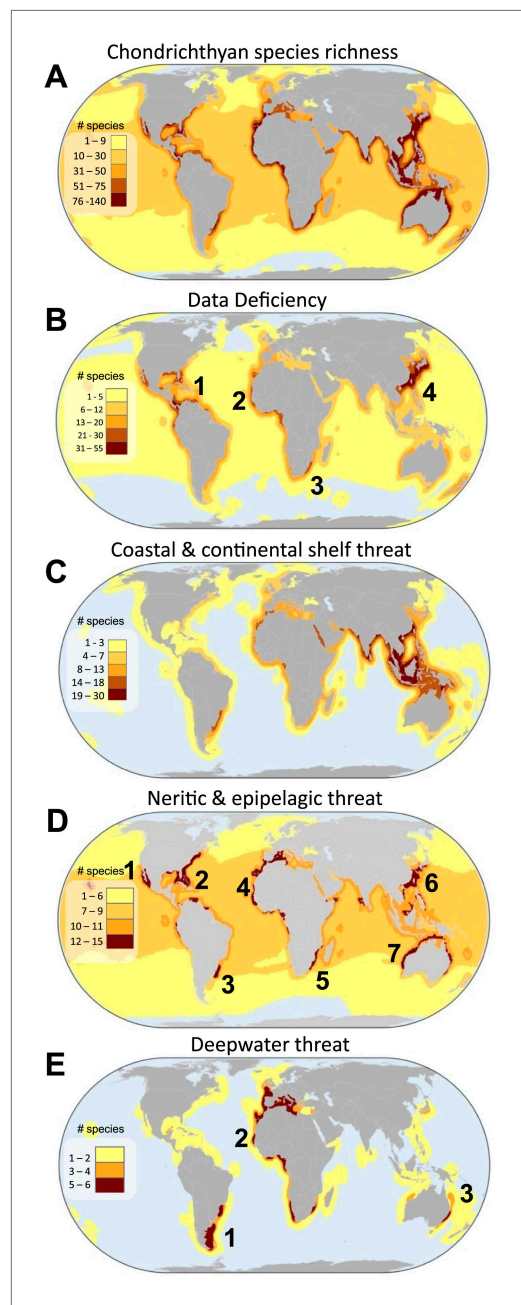 Chondrichthyan species richness
A
# species
1 – 9
10 – 30
31 – 50
51 – 75
76 -140
Data Deficiency
B
# species
1 - 5
6 – 12
13 – 20
21 - 30
31 – 55
1
2
3
4
Coastal & continental shelf threat
C
# species
1 – 3
4 – 7
8 – 13
14 – 18
19 – 30
Neritic & epipelagic threat
D
# species
1 – 6
7 – 9
10 – 11
12 – 15
1
2
3
4
5
6
7
Deepwater threat
E
# species
1 – 2
3 – 4
5 – 6
1
2
3